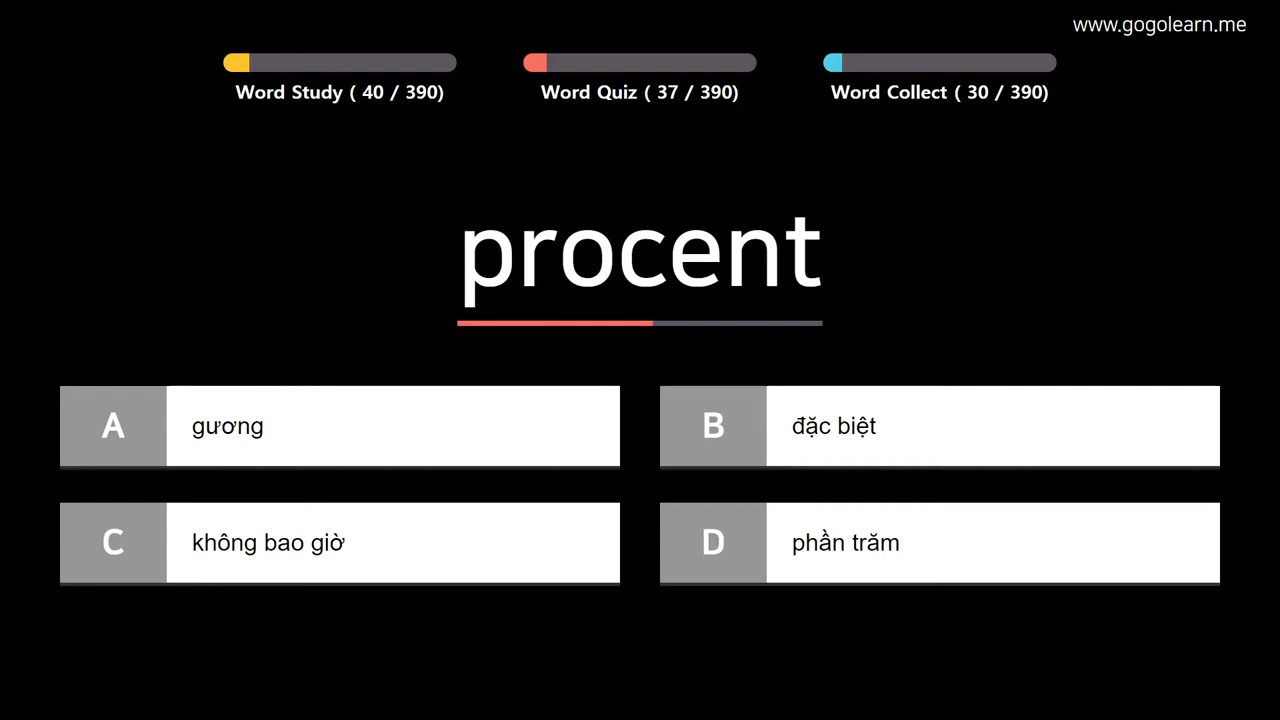 www.gogolearn.me
Word Study ( 40 / 390)
Word Quiz ( 37 / 390)
Word Collect ( 30 / 390)
procent
A
gương
B
đặc biệt
C
không bao giờ
D
phần trăm